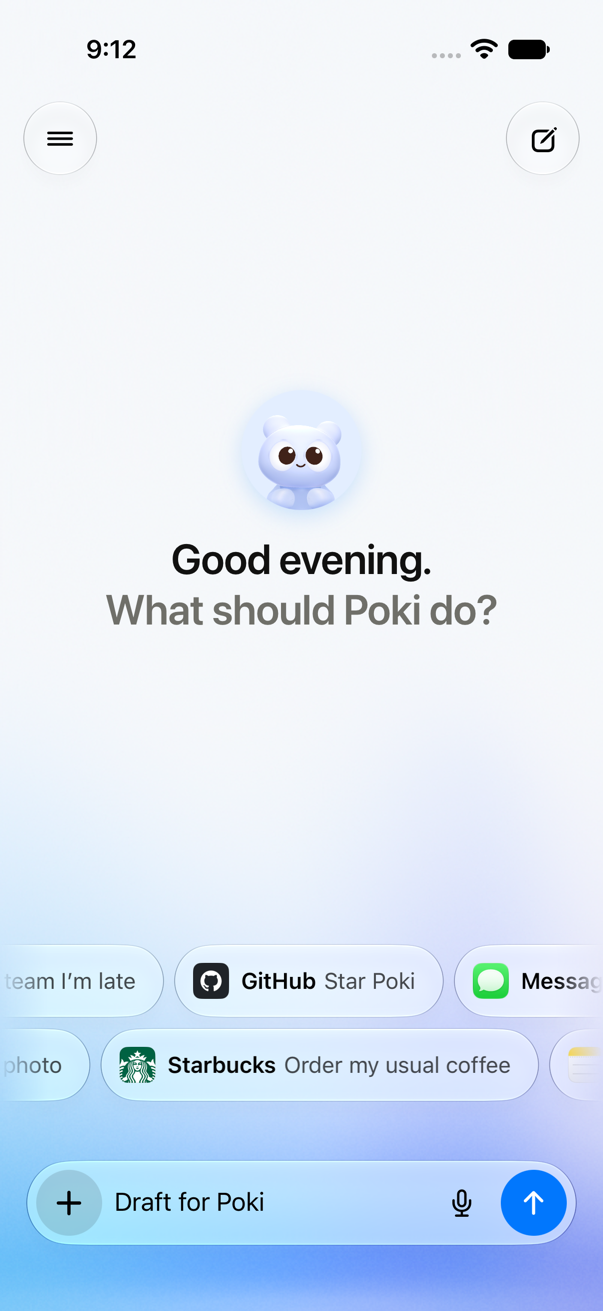 9:12
Good evening.
What should Poki do?
team I’m late
GitHub Star Poki
Messag
photo
Starbucks Order my usual coffee
Draft for Poki